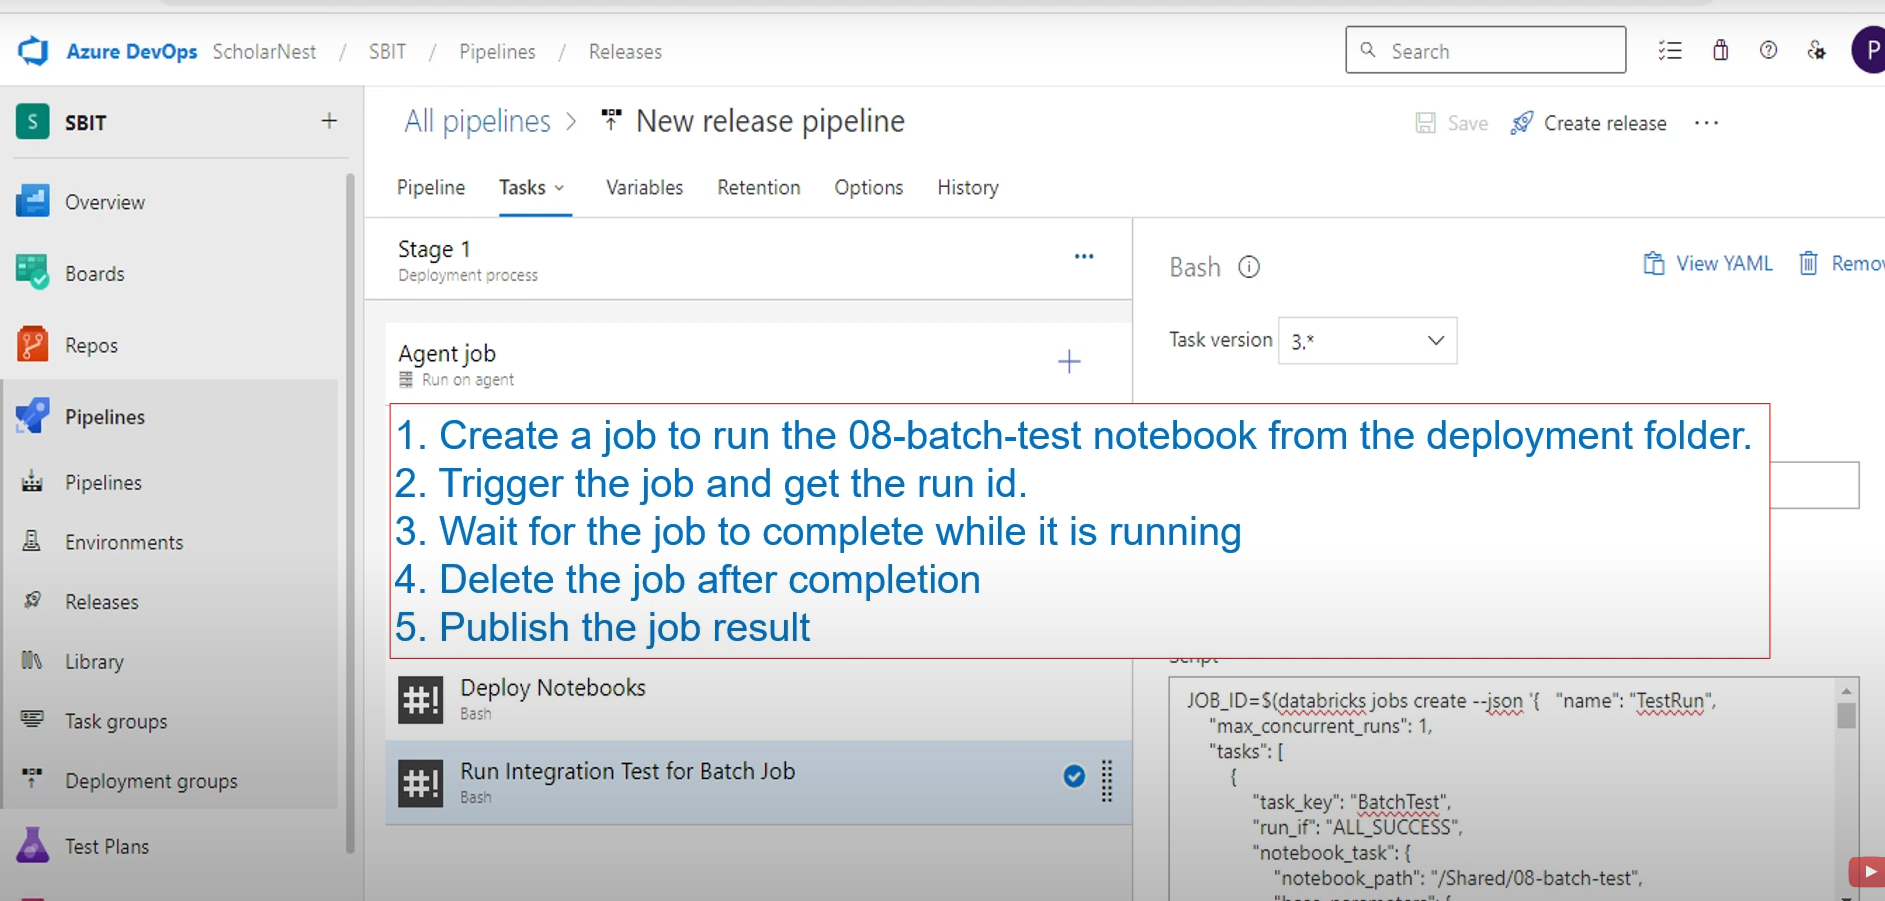 Azure DevOps ScholarNest / SBIT / Pipelines / Releases
Search
P
S SBIT +
Overview
Boards
Repos
Pipelines
Pipelines
Environments
Releases
Library
Task groups
Deployment groups
Test Plans
All pipelines > New release pipeline
Save Create release ...
Pipeline Tasks Variables Retention Options History
Stage 1
Deployment process
Agent job
Run on agent
Bash
View YAML
Task version 3.*
1. Create a job to run the 08-batch-test notebook from the deployment folder.
2. Trigger the job and get the run id.
3. Wait for the job to complete while it is running
4. Delete the job after completion
5. Publish the job result
Deploy Notebooks
Bash
Run Integration Test for Batch Job
Bash
Script
JOB_ID=$(databricks jobs create --json '{ "name": "TestRun",
"max_concurrent_runs": 1,
"tasks": [
{
"task_key": "BatchTest",
"run_if": "ALL_SUCCESS",
"notebook_task": {
"notebook_path": "/Shared/08-batch-test",